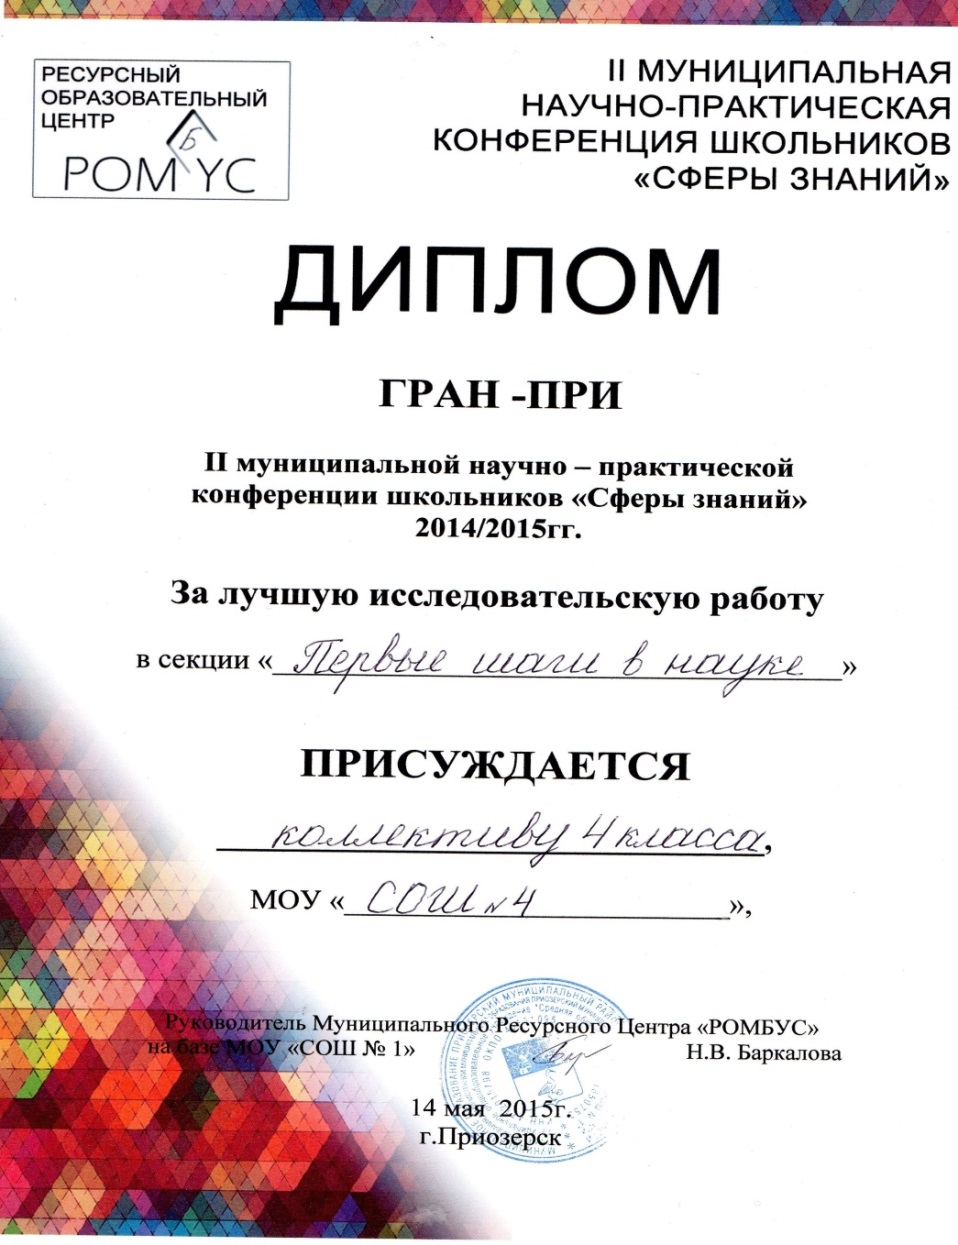 РЕСУРСНЫЙ
ОБРАЗОВАТЕЛЬНЫЙ
ЦЕНТР
РОМБУС
II МУНИЦИПАЛЬНАЯ
НАУЧНО-ПРАКТИЧЕСКАЯ
КОНФЕРЕНЦИЯ ШКОЛЬНИКОВ
«СФЕРЫ ЗНАНИЙ»
ДИПЛОМ
ГРАН -ПРИ
II муниципальной научно – практической
конференции школьников «Сферы знаний»
2014/2015гг.
За лучшую исследовательскую работу
в секции «Первые шаги в науке»
ПРИСУЖДАЕТСЯ
коллективу 4 класса,
МОУ «СОШ №4»,
Руководитель Муниципального Ресурсного Центра «РОМБУС»
на базе МОУ «СОШ № 1» Н.В. Баркалова
14 мая 2015г.
г.Приозерск